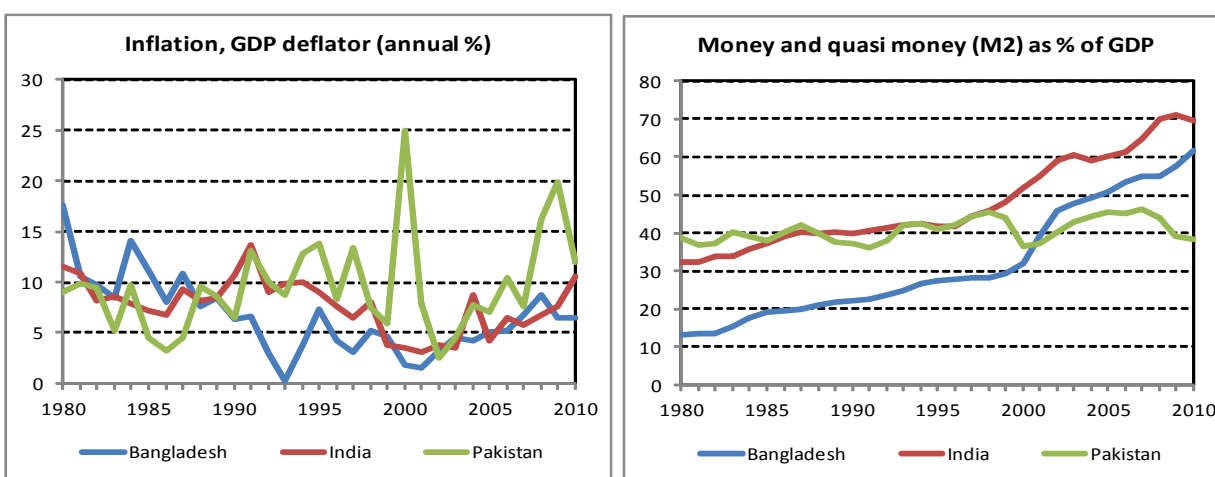 Inflation, GDP deflator (annual %)
30
25
20
15
10
5
0
1980 1985 1990 1995 2000 2005 2010
Bangladesh India Pakistan
Money and quasi money (M2) as % of GDP
80
70
60
50
40
30
20
10
0
1980 1985 1990 1995 2000 2005 2010
Bangladesh India Pakistan